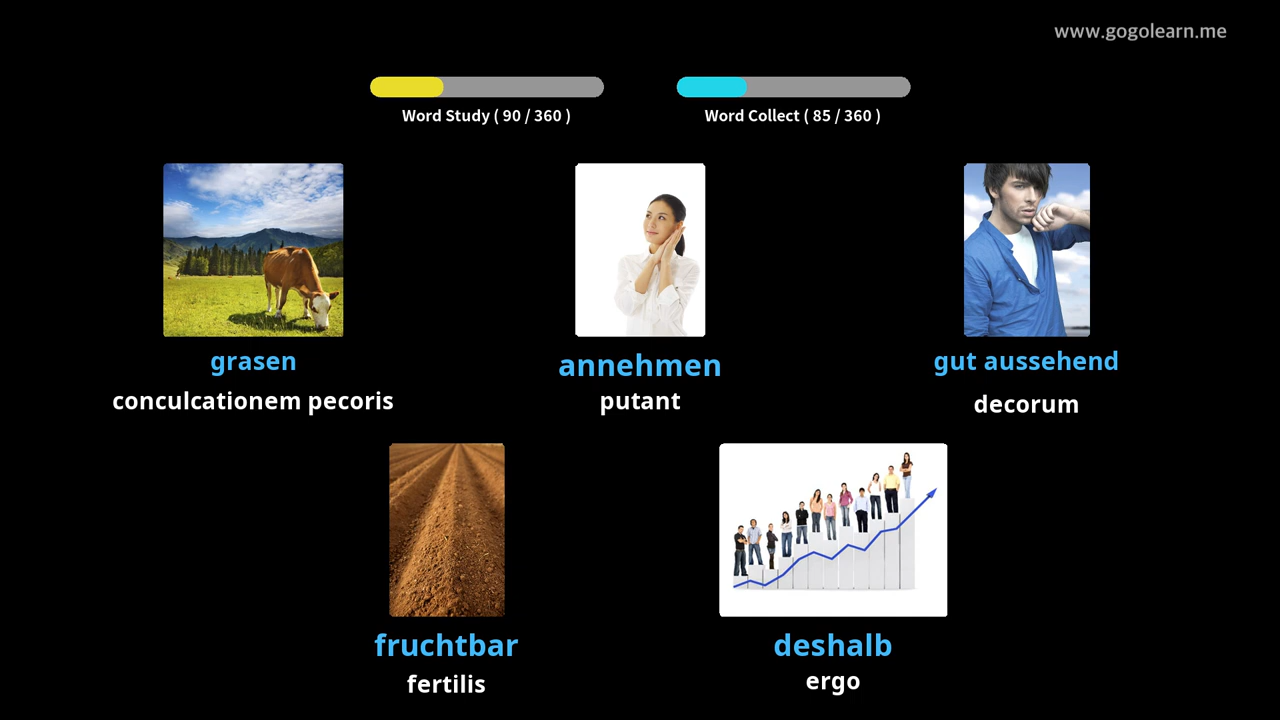 www.gogolearn.me
Word Study ( 90 / 360 )
Word Collect ( 85 / 360 )
grasen
conculcationem pecoris
annehmen
putant
gut aussehend
decorum
fruchtbar
fertilis
deshalb
ergo